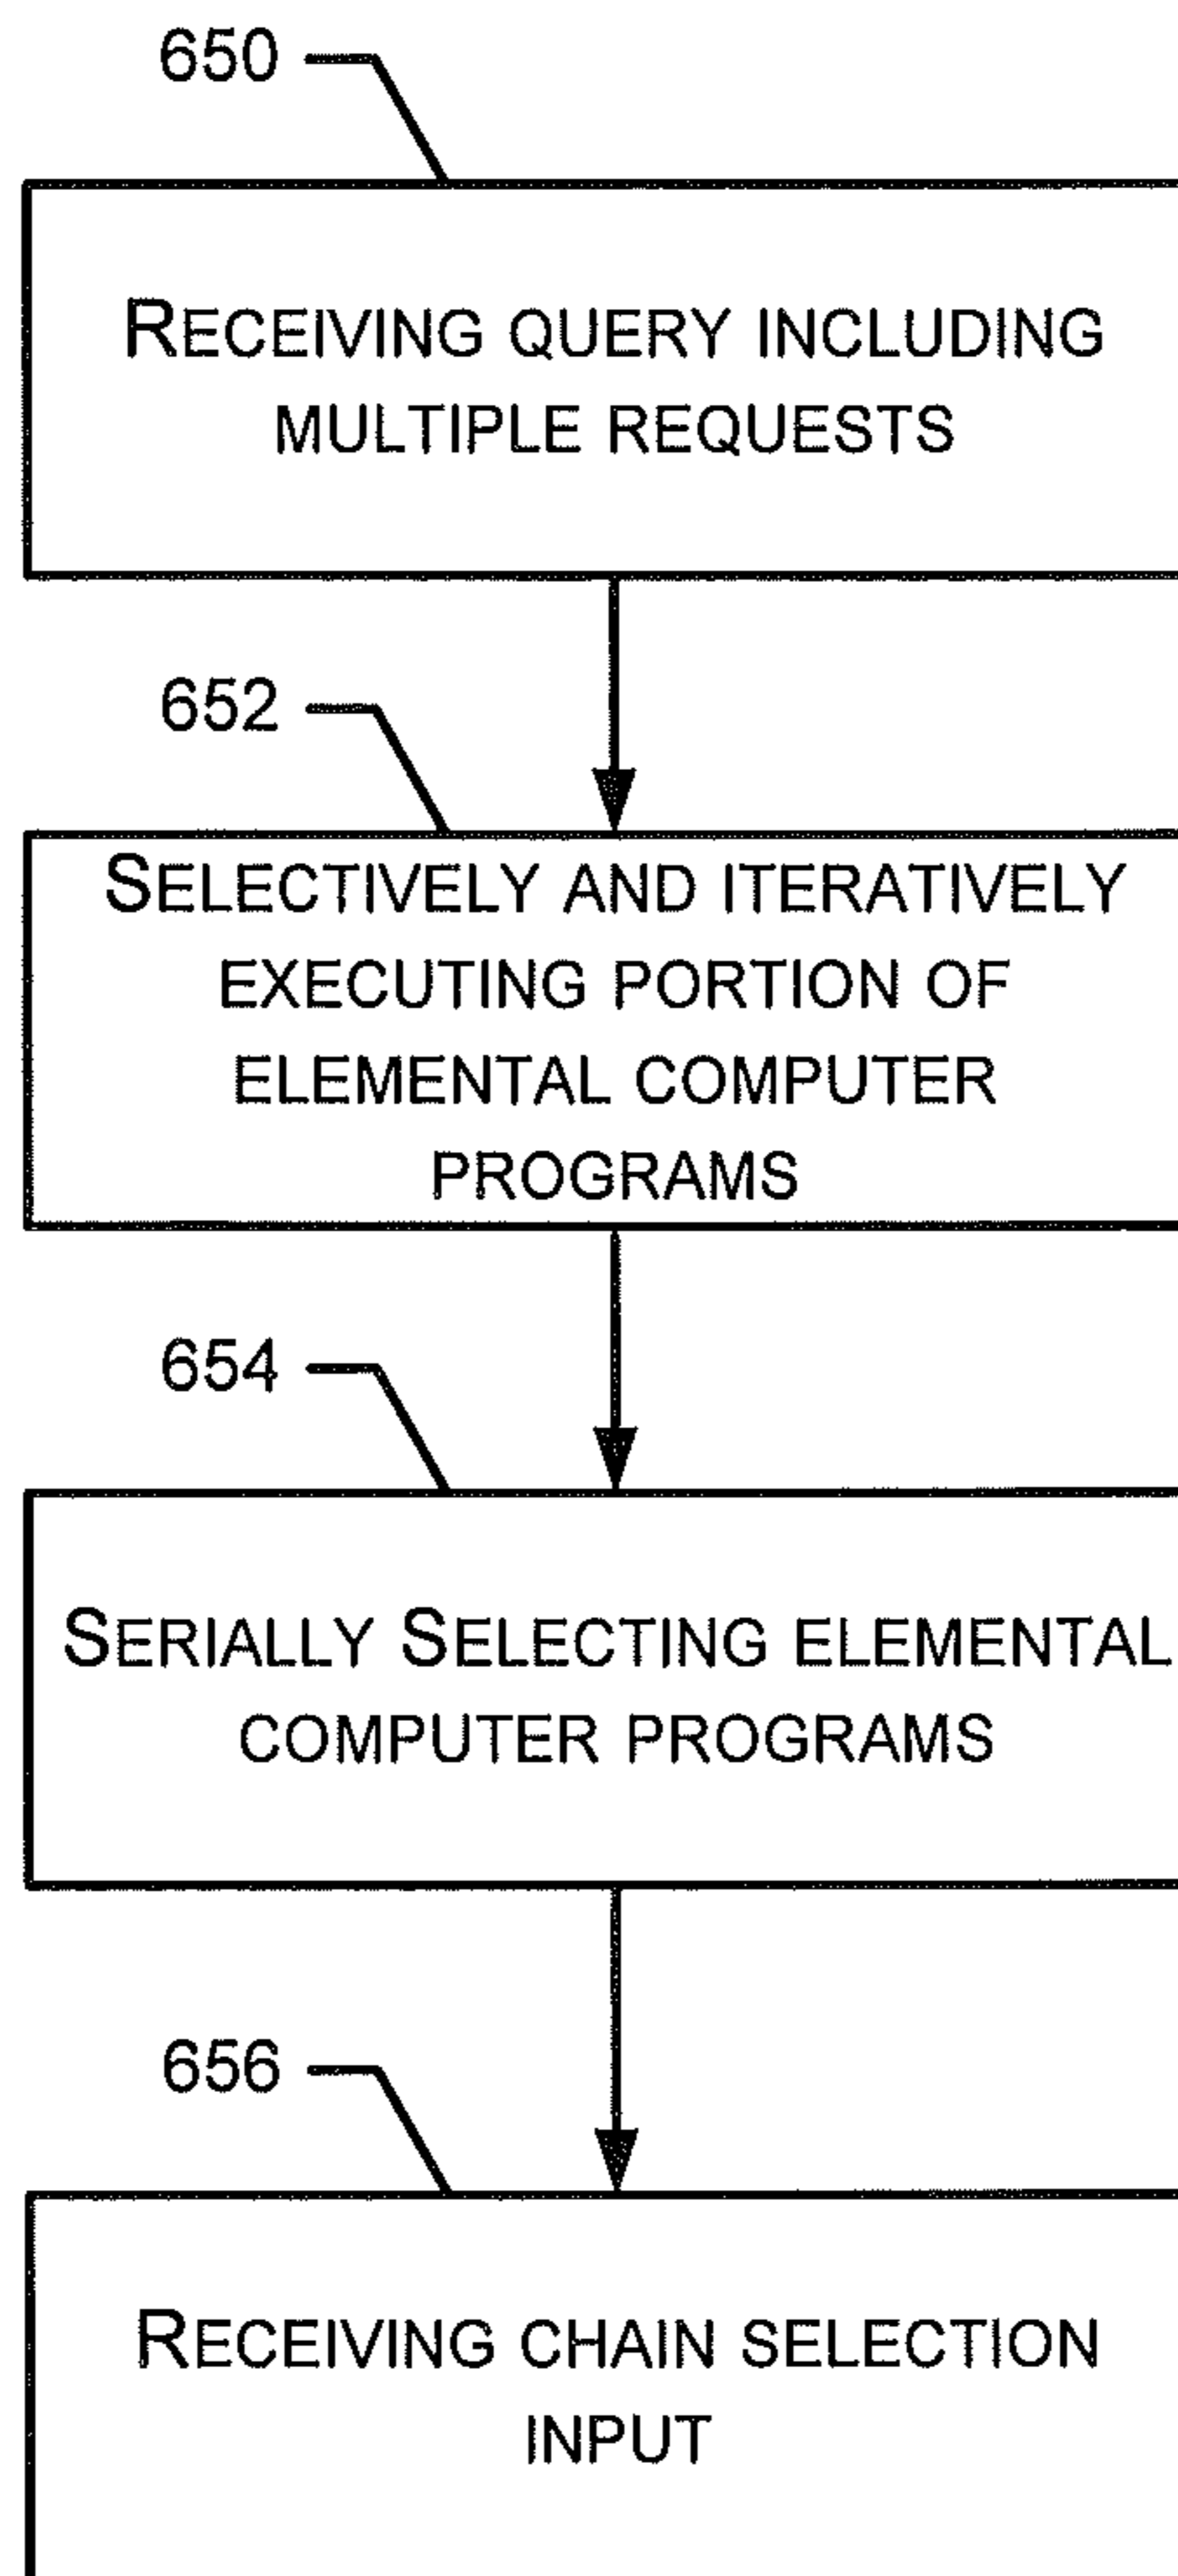 650
RECEIVING QUERY INCLUDING
MULTIPLE REQUESTS
652
SELECTIVELY AND ITERATIVELY
EXECUTING PORTION OF
ELEMENTAL COMPUTER
PROGRAMS
654
SERIALLY SELECTING ELEMENTAL
COMPUTER PROGRAMS
656
RECEIVING CHAIN SELECTION
INPUT